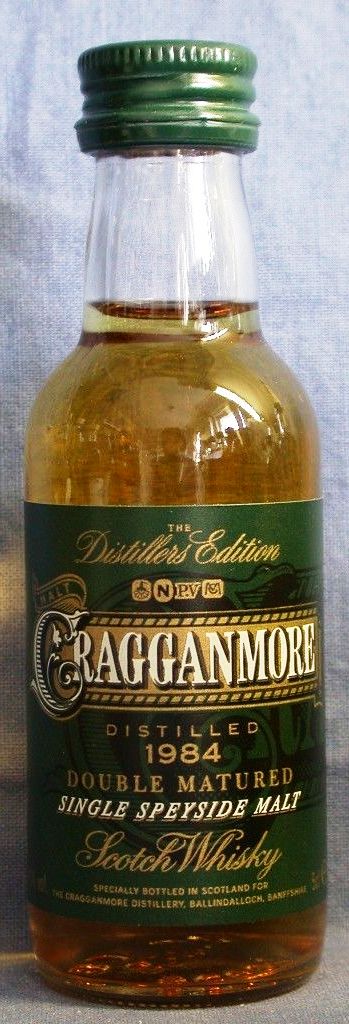 THE
Distillers Edition
MALT
N P.V
CRAGGANMORE
DISTILLED
1984
DOUBLE MATURED
SINGLE SPEYSIDE MALT
Scotch Whisky
SPECIALLY BOTTLED IN SCOTLAND FOR
THE CRAGGANMORE DISTILLERY, BALLINDALLOCH, BANFFSHIRE